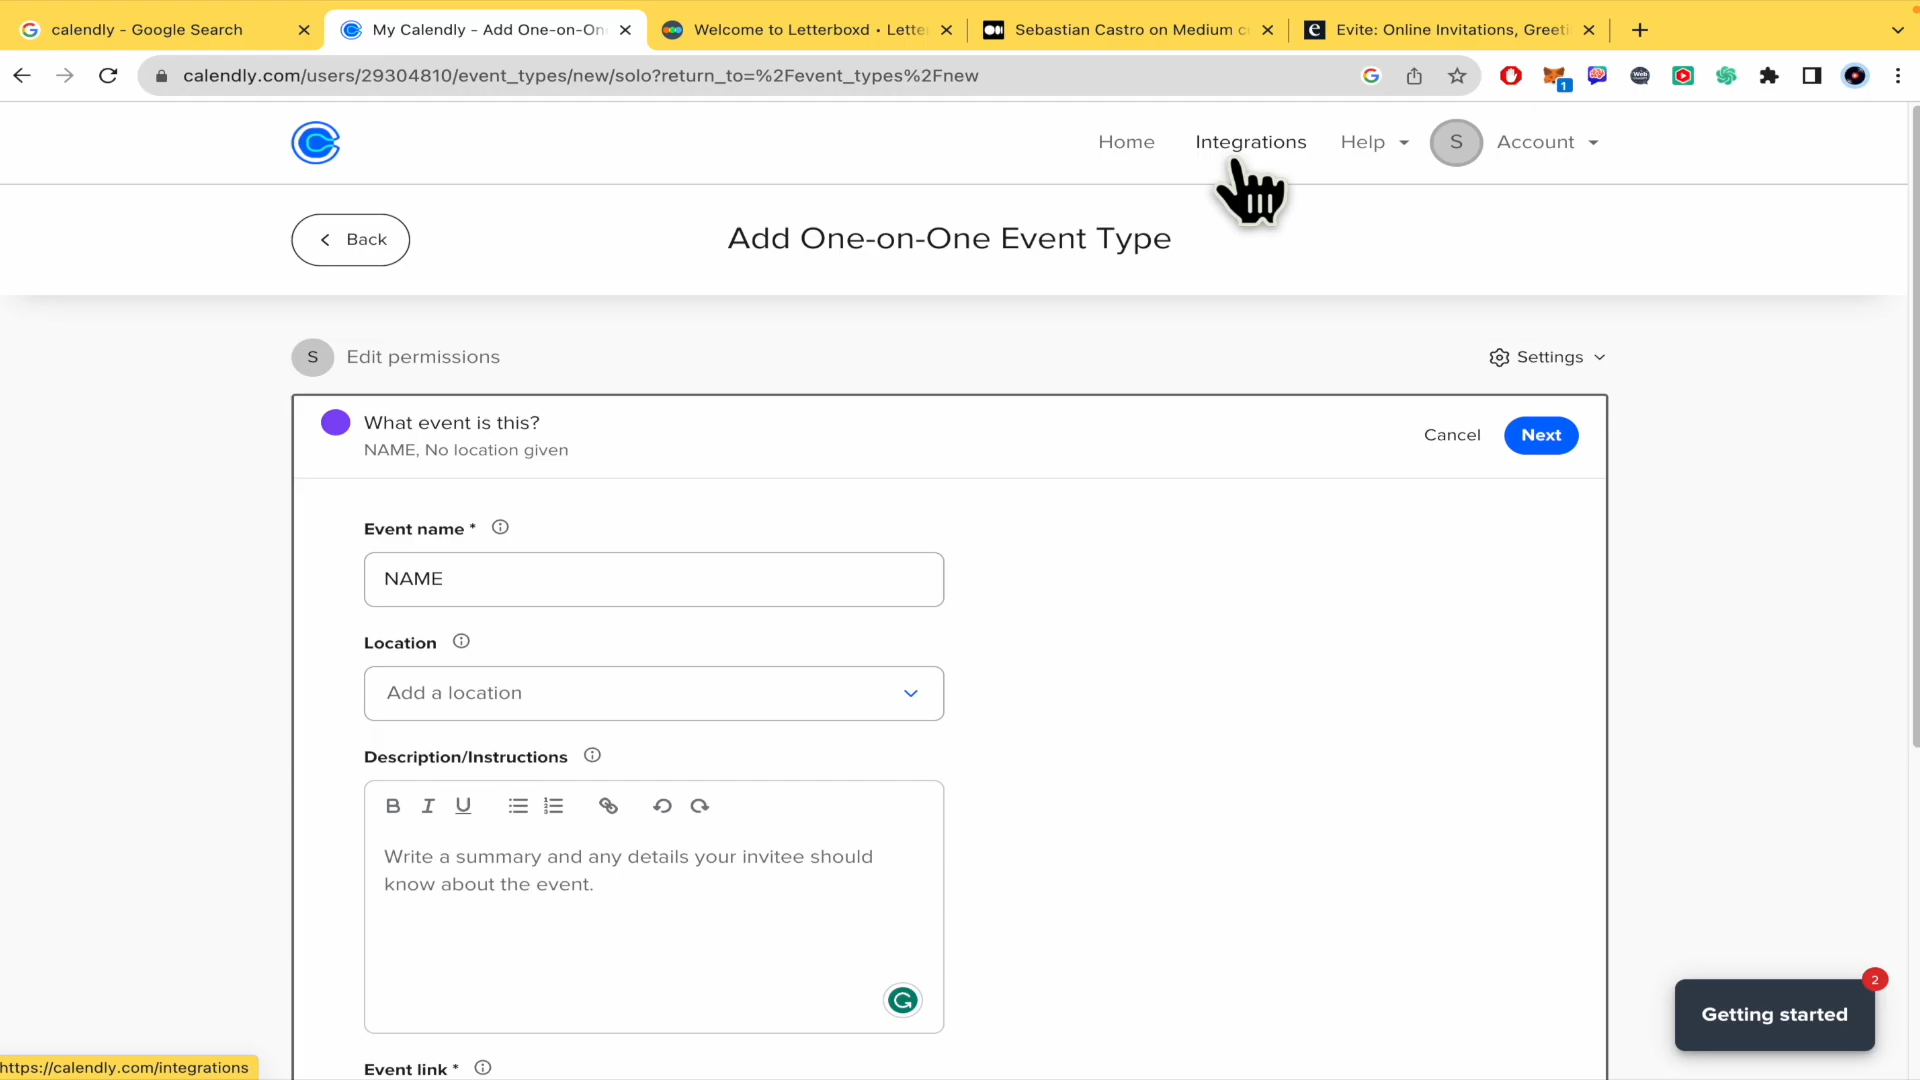 calendly - Google Search
My Calendly - Add One-on-On
Welcome to Letterboxd • Lette
Sebastian Castro on Medium c
Evite: Online Invitations, Greeti
calendly.com/users/29304810/event_types/new/solo?return_to=%2Fevent_types%2Fnew
1
Home
Integrations
Help
S
Account
Back
Add One-on-One Event Type
S
Edit permissions
Settings
What event is this?
NAME, No location given
Cancel
Next
Event name *
NAME
Location
Add a location
Description/Instructions
B I U
Write a summary and any details your invitee should
know about the event.
2
Getting started
https://calendly.com/integrations
Event link *